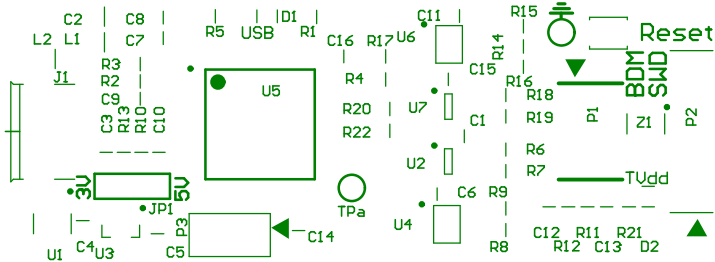 C2
C8
R5
USB
D1
R1
C11
R15
L2
L1
C7
C16
R17
U6
R14
Reset
J1
R3
R2
C9
U5
R4
C15
R16
BDM
SWD
C3
R13
R10
C10
R20
R22
U7
C1
R18
R19
P1
Z1
P2
U2
R6
R7
TVdd
3v
5v
JP1
C6
R9
TPa
P3
U4
C14
U1
C4
U3
C5
R8
C12
R11
R21
R12
C13
D2